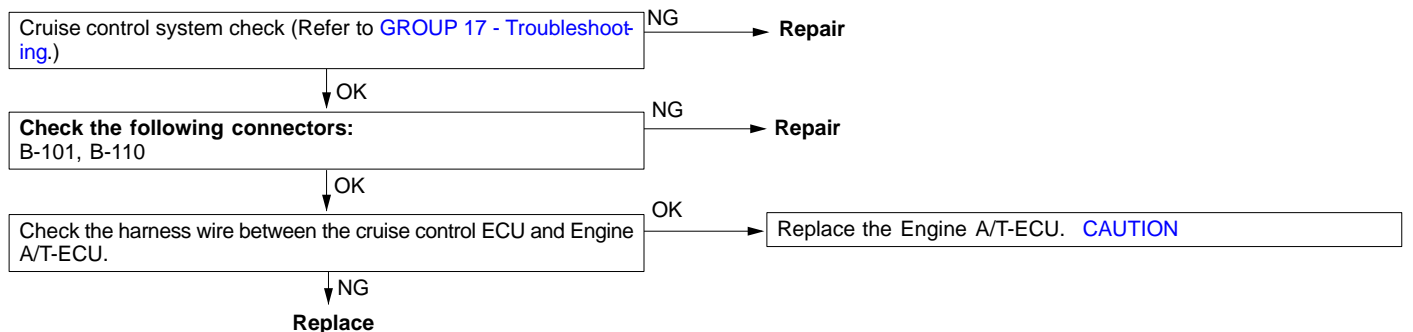 Cruise control system check (Refer to GROUP 17 - Troubleshoot-
ing.)
NG
Repair
OK
Check the following connectors:
B-101, B-110
NG
Repair
OK
Check the harness wire between the cruise control ECU and Engine
A/T-ECU.
OK
Replace the Engine A/T-ECU. CAUTION
NG
Replace